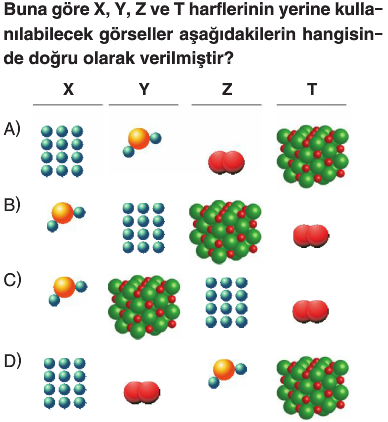 Buna göre X, Y, Z ve T harflerinin yerine kulla-
nılabilecek görseller aşağıdakilerin hangisin-
de doğru olarak verilmiştir?
X Y Z T
A)
B)
C)
D)